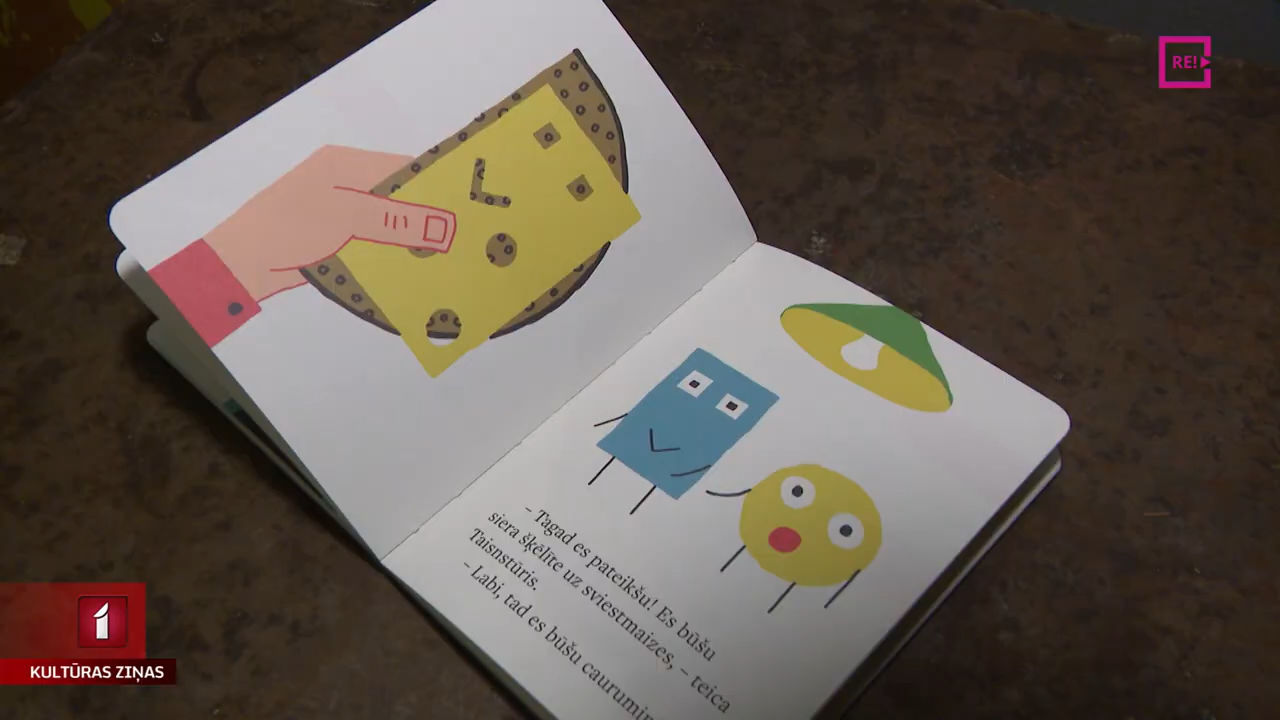 RE!
– Tagad es pateikšu! Es būšu
siera šķēlīte uz sviestmaizes, – teica
Taisnstūris.
– Labi, tad es būšu
1
KULTŪRAS ZIŅAS